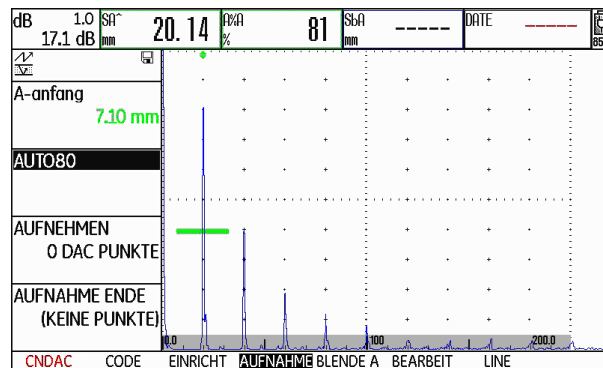 dB 1.0 SA^ A%A SbA DATE
17.1 dB mm 20.14 % 81 mm ----- ----- 85
A-anfang
7.10 mm
AUTO80
AUFNEHMEN
0 DAC PUNKTE
AUFNAHME ENDE
(KEINE PUNKTE)
0.0 100 200.0
CNDAC CODE EINRICHT AUFNAHME BLENDE A BEARBEIT LINE